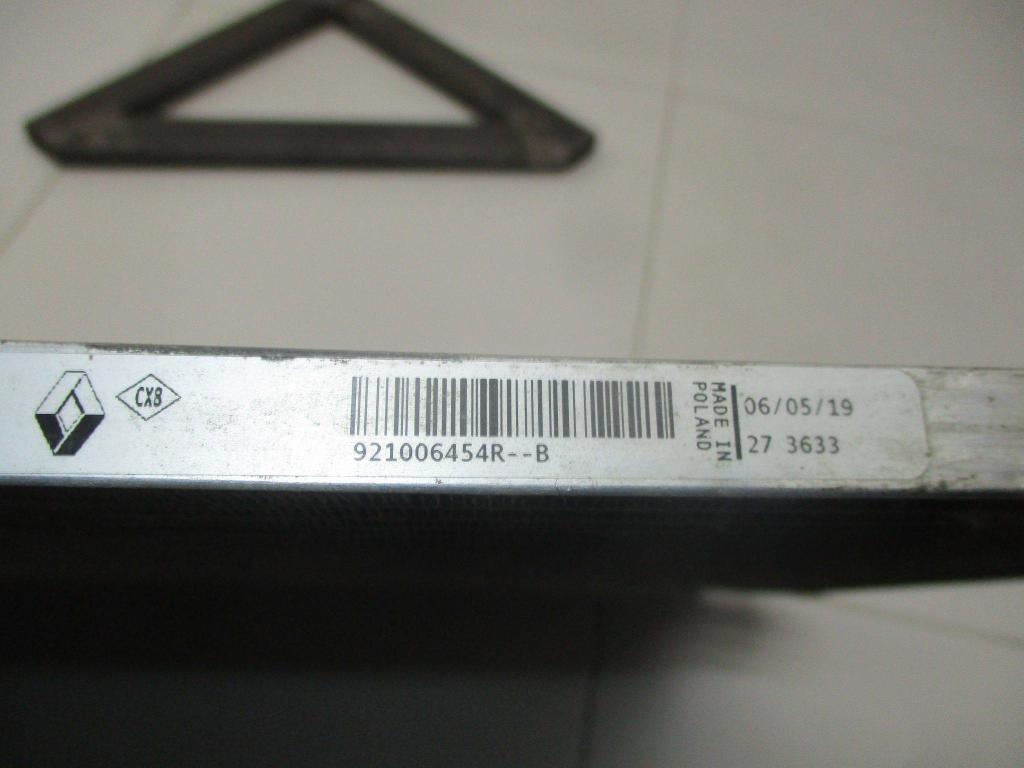 CX8
921006454R--B
MADE IN
POLAND
06/05/19
27 3633